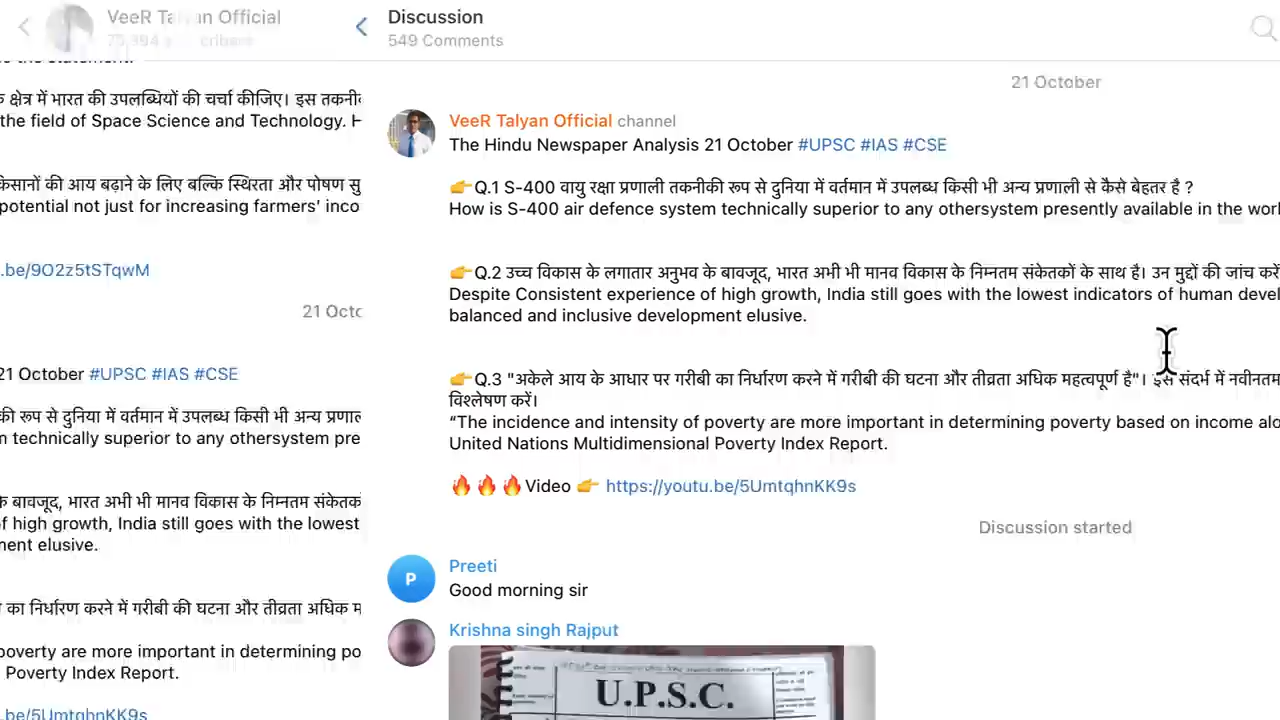 VeeR Talyan Official
the statement.
क्षेत्र में भारत की उपलब्धियों की चर्चा कीजिए। इस
the field of Space Science and Technology. H
किसानों की आय बढ़ाने के लिए बल्कि स्थिरता और पोषण सु
potential not just for increasing farmers' inco
.be/9O2z5tSTqwM
21 Octo
21 October #UPSC #IAS #CSE
की रूप से दुनिया में वर्तमान में उपलब्ध किसी भी अन्य
technically superior to any othersystem pre
के बावजूद, भारत अभी भी मानव विकास के निम्नतम
of high growth, India still goes with the lowest
ment elusive.
का निर्धारण करने में गरीबी की घटना और तीव्रता अधिक म
poverty are more important in determining po
Poverty Index Report.
.be/5UmtqhnKK9s
Discussion
549 Comments
21 October
VeeR Talyan Official channel
The Hindu Newspaper Analysis 21 October #UPSC #IAS #CSE
👉Q.1 S-400 वायु रक्षा प्रणाली तकनीकी रूप से दुनिया में वर्तमान में उपलब्ध किसी भी अन्य प्रणाली से कैसे बेहतर है ?
How is S-400 air defence system technically superior to any othersystem presently available in the worl
👉Q.2 उच्च विकास के लगातार अनुभव के बावजूद, भारत अभी भी मानव विकास के निम्नतम संकेतकों के साथ है। उन मुद्दों की जांच करें
Despite Consistent experience of high growth, India still goes with the lowest indicators of human devel
balanced and inclusive development elusive.
👉Q.3 "अकेले आय के आधार पर गरीबी का निर्धारण करने में गरीबी की घटना और तीव्रता अधिक महत्वपूर्ण है"। इस संदर्भ में नवीनतम
विश्लेषण करें।
“The incidence and intensity of poverty are more important in determining poverty based on income alo
United Nations Multidimensional Poverty Index Report.
🔥🔥🔥Video 👉 https://youtu.be/5UmtqhnKK9s
Discussion started
P
Preeti
Good morning sir
Krishna singh Rajput
U.P.S.C.